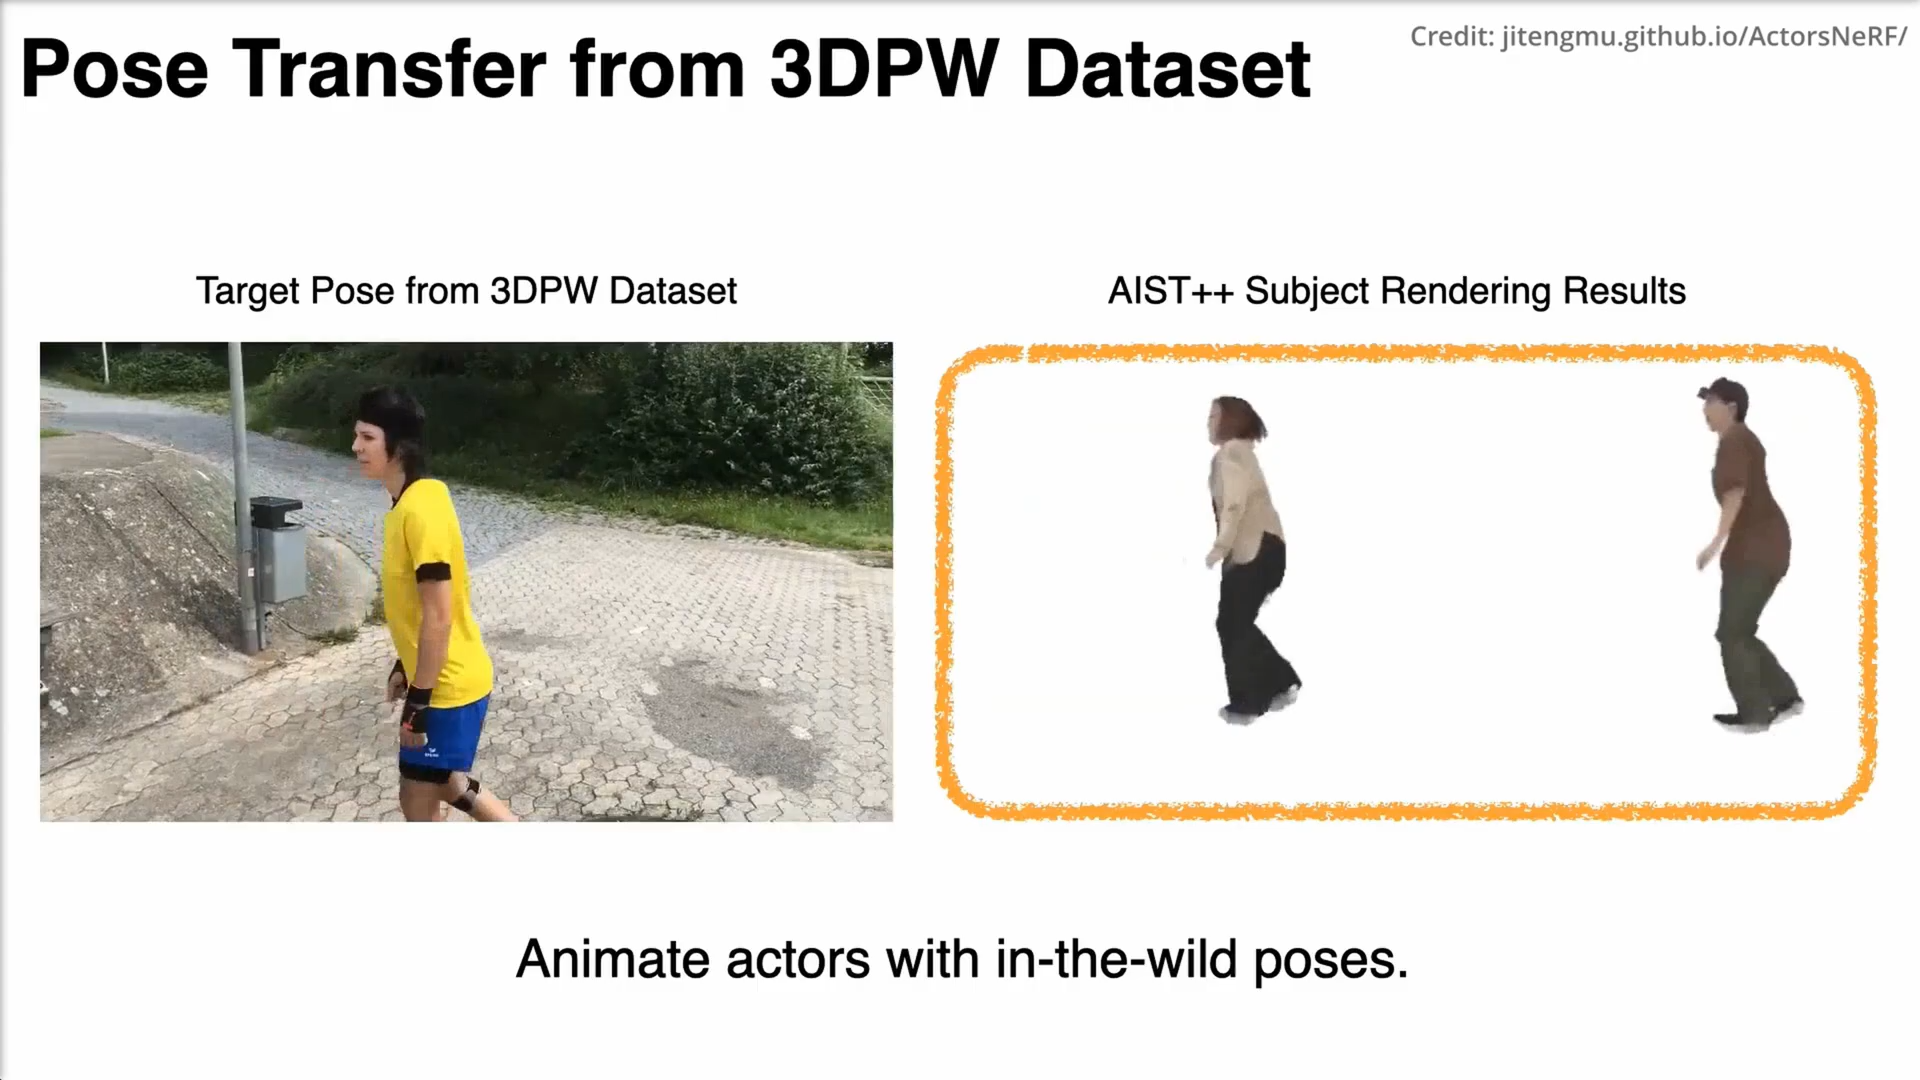 Credit: jitengmu.github.io/ActorsNeRF/
Pose Transfer from 3DPW Dataset
Target Pose from 3DPW Dataset
AIST++ Subject Rendering Results
Animate actors with in-the-wild poses.